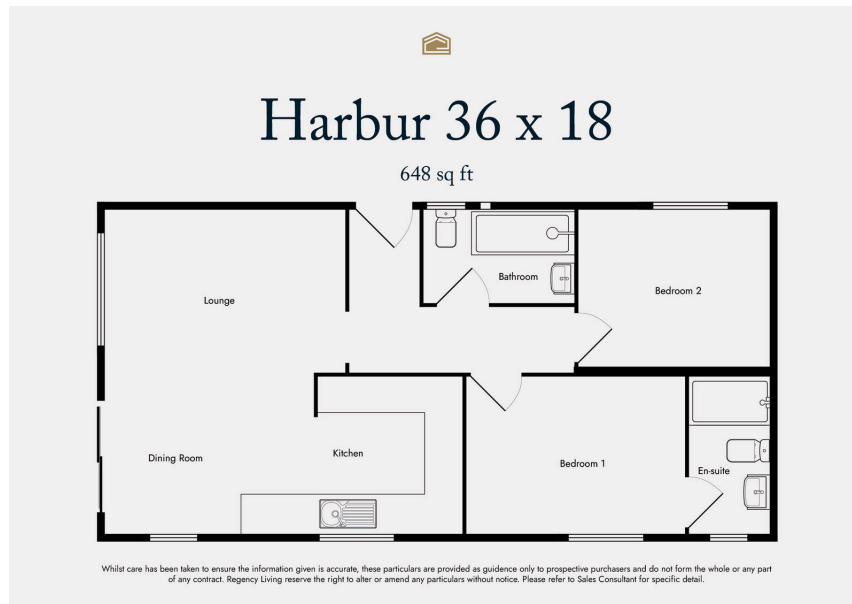 Harbur 36 x 18
648 sq ft
Lounge
Bathroom
Bedroom 2
Dining Room
Kitchen
Bedroom 1
En-suite
Whilst care has been taken to ensure the information given is accurate, these particulars are provided as guidence only to prospective purchasers and do not form the whole or any part
of any contract. Regency Living reserve the right to alter or amend any particulars without notice. Please refer to Sales Consultant for specific detail.